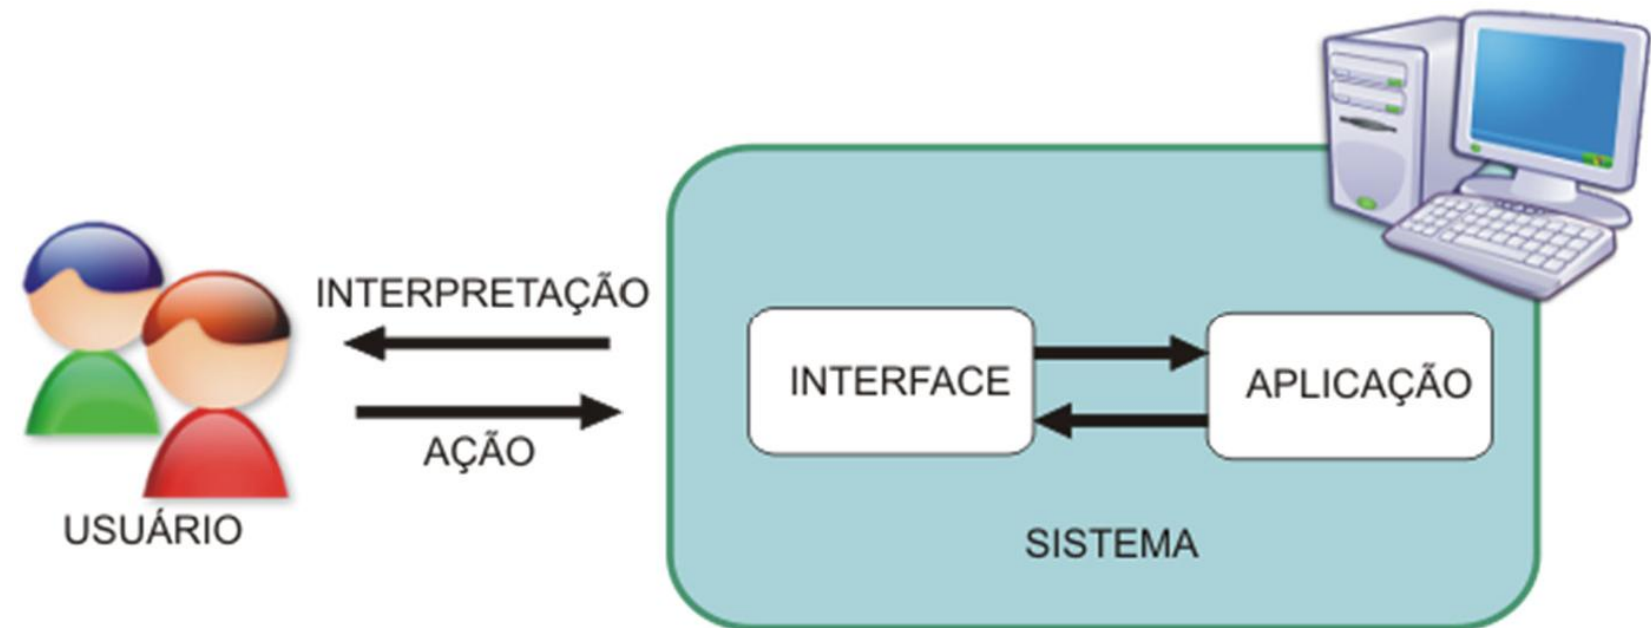 INTERPRETAÇÃO
AÇÃO
USUÁRIO
INTERFACE
APLICAÇÃO
SISTEMA